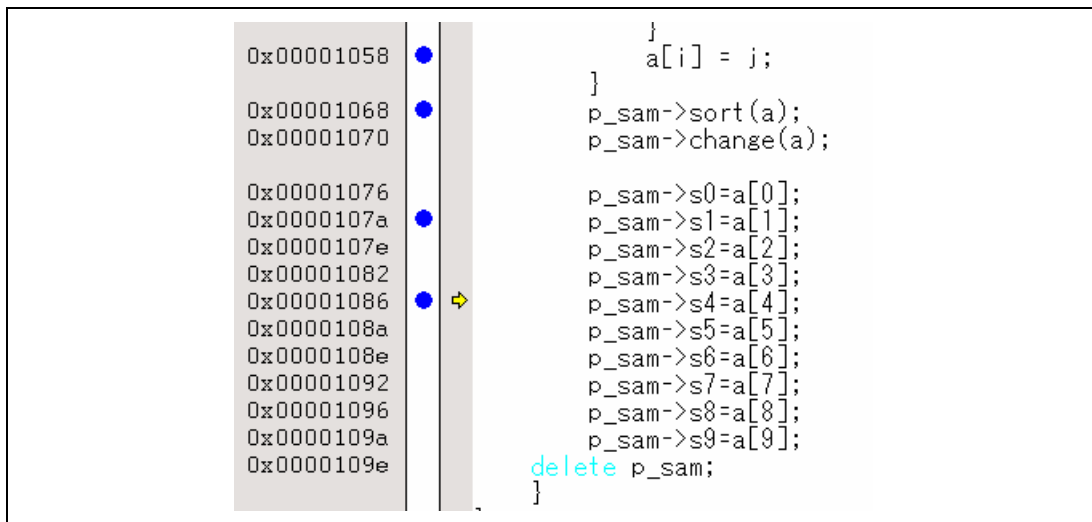 }
0x00001058 a[i] = j;
}
0x00001068 p_sam->sort(a);
0x00001070 p_sam->change(a);
0x00001076 p_sam->s0=a[0];
0x0000107a p_sam->s1=a[1];
0x0000107e p_sam->s2=a[2];
0x00001082 p_sam->s3=a[3];
0x00001086 p_sam->s4=a[4];
0x0000108a p_sam->s5=a[5];
0x0000108e p_sam->s6=a[6];
0x00001092 p_sam->s7=a[7];
0x00001096 p_sam->s8=a[8];
0x0000109a p_sam->s9=a[9];
0x0000109e delete p_sam;
}